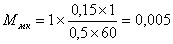 Mмк = 1 × 0,15 × 1 / 0,5 × 60 = 0,005